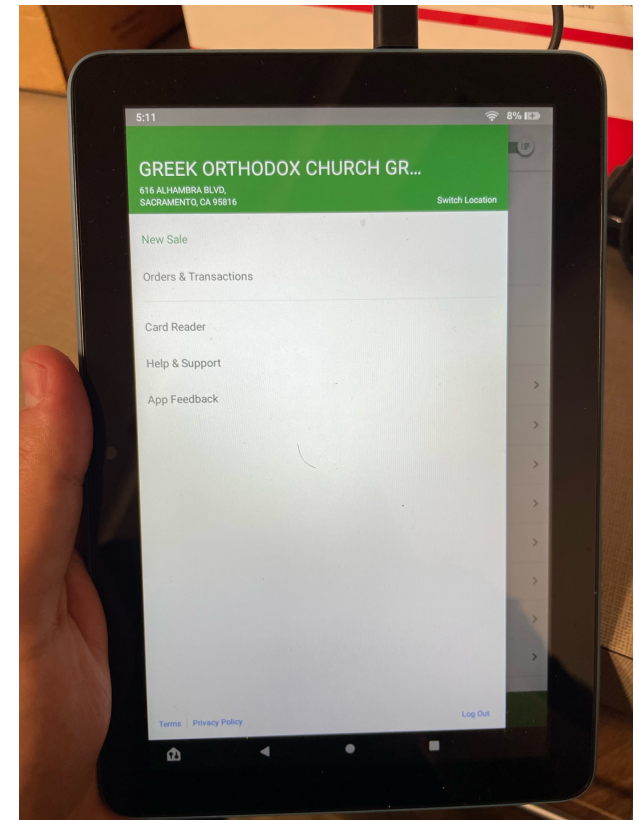 5:11
8%
GREEK ORTHODOX CHURCH GR...
616 ALHAMBRA BLVD,
SACRAMENTO, CA 95816
Switch Location
New Sale
Orders & Transactions
Card Reader
Help & Support
App Feedback
Terms | Privacy Policy
Log Out